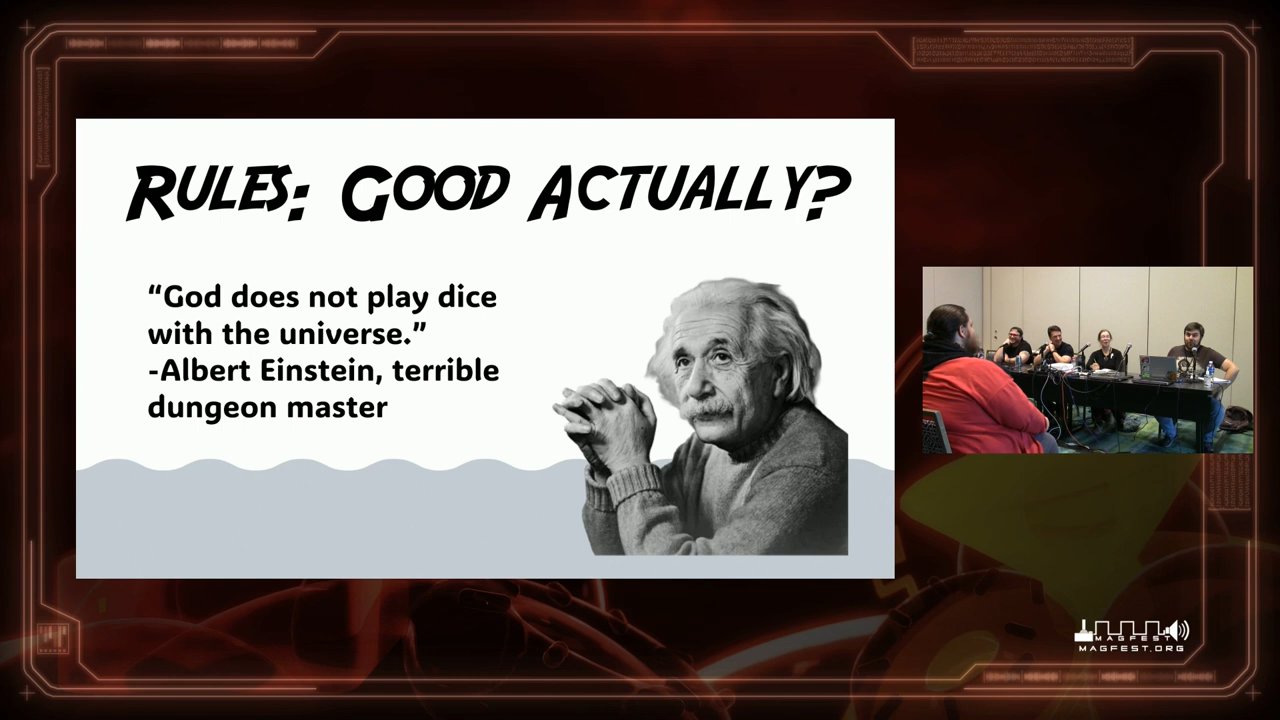 RULES: GOOD ACTUALLY?
“God does not play dice
with the universe.”
-Albert Einstein, terrible
dungeon master
MAGFEST
MAGFEST.ORG